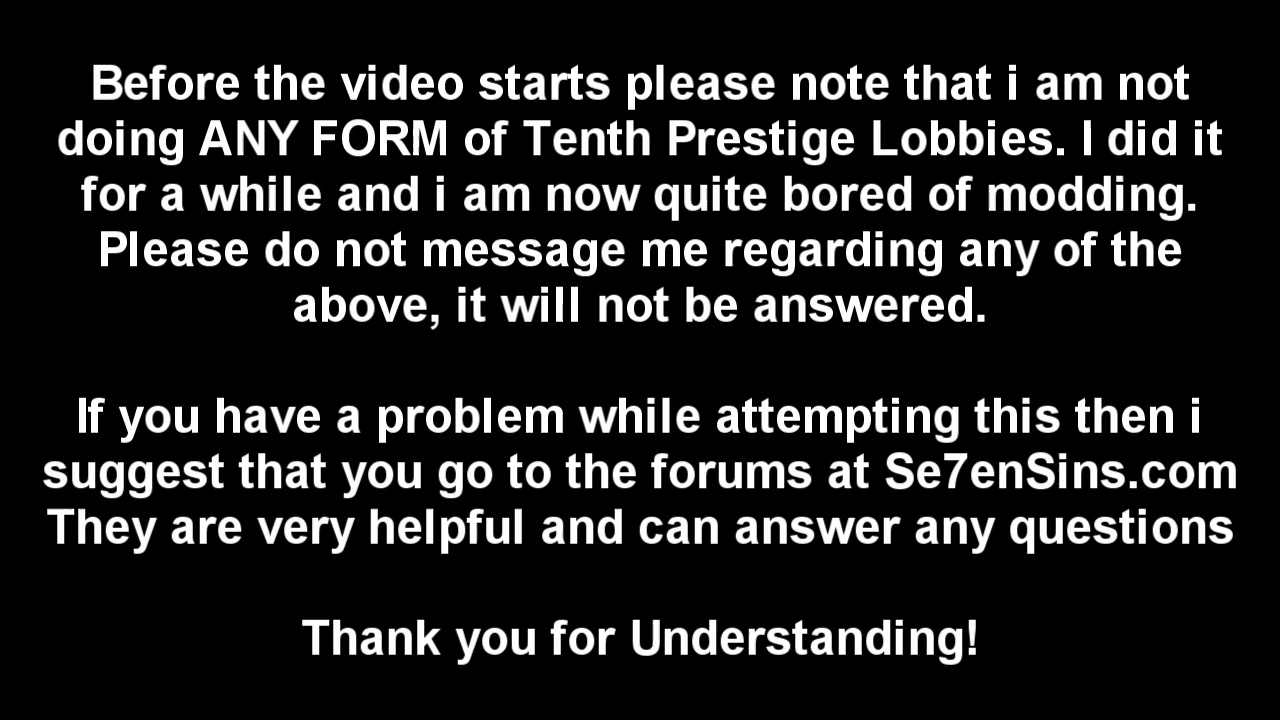 Before the video starts please note that i am not
doing ANY FORM of Tenth Prestige Lobbies. I did it
for a while and i am now quite bored of modding.
Please do not message me regarding any of the
above, it will not be answered.
If you have a problem while attempting this then i
suggest that you go to the forums at Se7enSins.com
They are very helpful and can answer any questions
Thank you for Understanding!